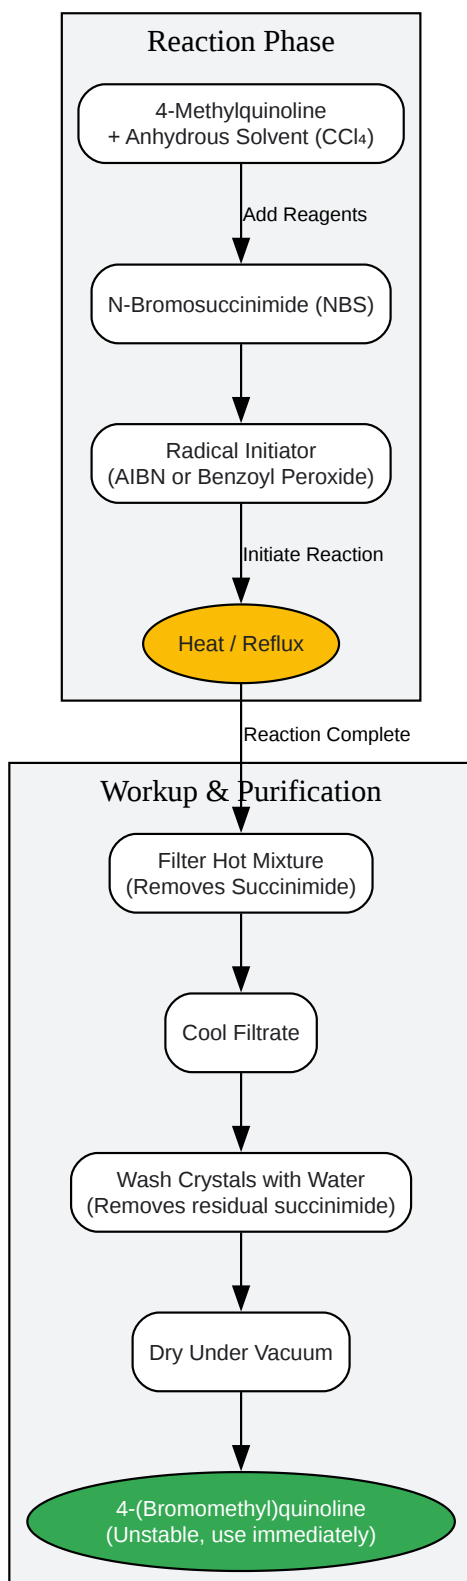 Reaction Phase
4-Methylquinoline
+ Anhydrous Solvent (CCl₄)
Add Reagents
N-Bromosuccinimide (NBS)
Radical Initiator
(AIBN or Benzoyl Peroxide)
Initiate Reaction
Heat / Reflux
Reaction Complete
Workup & Purification
Filter Hot Mixture
(Removes Succinimide)
Cool Filtrate
Wash Crystals with Water
(Removes residual succinimide)
Dry Under Vacuum
4-(Bromomethyl)quinoline
(Unstable, use immediately)